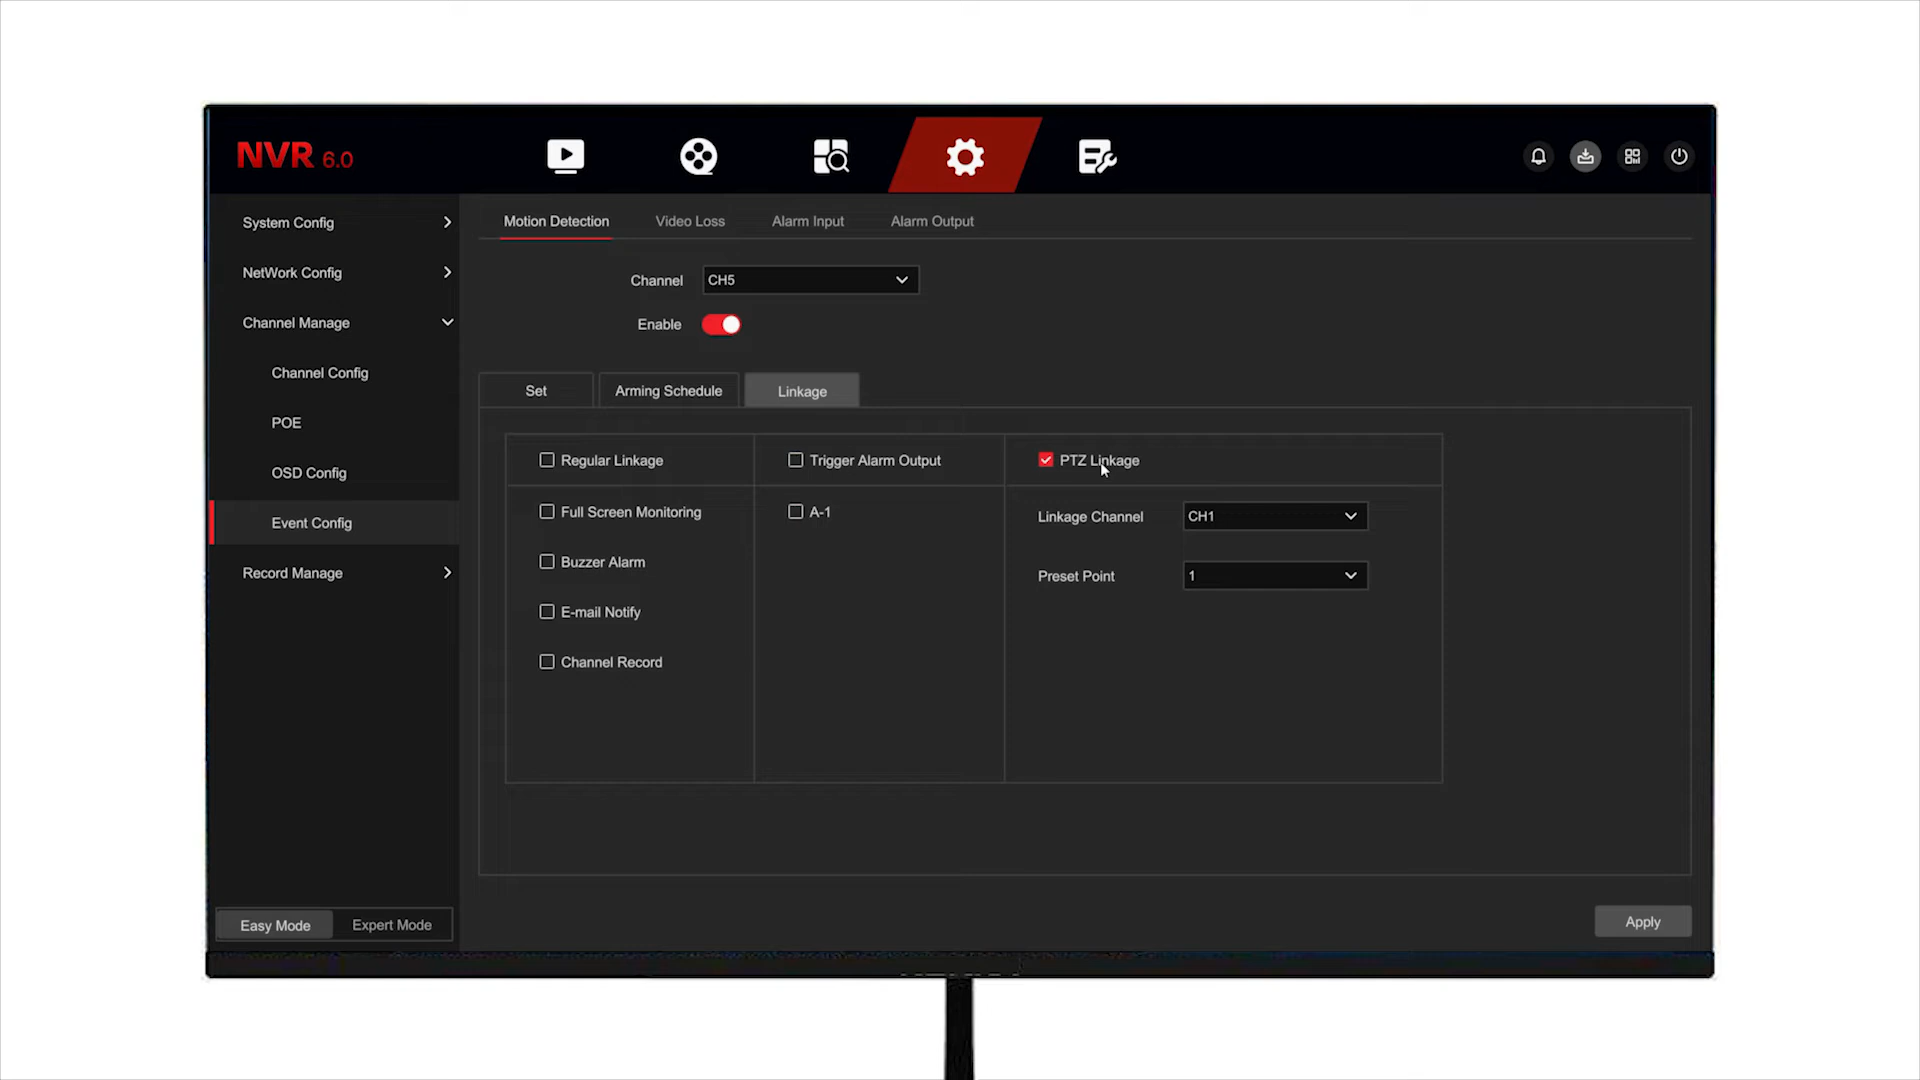 NVR 6.0
System Config
NetWork Config
Channel Manage
Channel Config
POE
OSD Config
Event Config
Record Manage
Easy Mode
Expert Mode
Motion Detection
Video Loss
Alarm Input
Alarm Output
Channel
CH5
Enable
Set
Arming Schedule
Linkage
Regular Linkage
Trigger Alarm Output
PTZ Linkage
Full Screen Monitoring
A-1
Linkage Channel
CH1
Buzzer Alarm
Preset Point
1
E-mail Notify
Channel Record
Apply